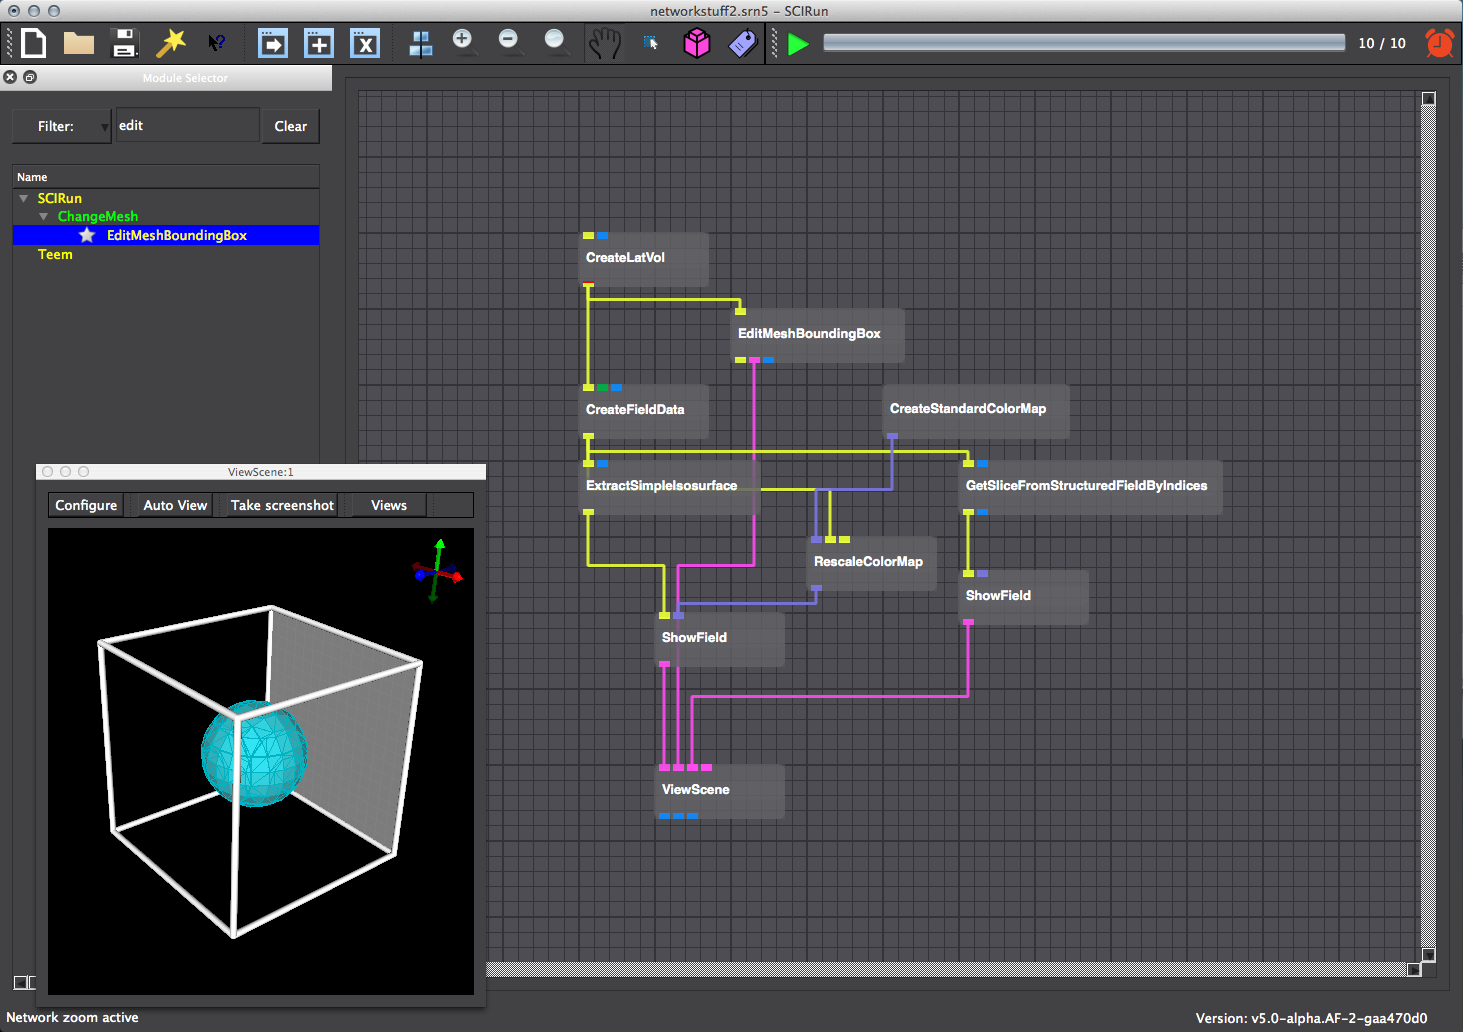 networkstuff2.srn5 – SCIRun
10 / 10
Module Selector
Filter:
edit
Clear
Name
SCIRun
ChangeMesh
EditMeshBoundingBox
Teem
CreateLatVol
EditMeshBoundingBox
CreateFieldData
CreateStandardColorMap
ExtractSimpleIsosurface
GetSliceFromStructuredFieldByIndices
RescaleColorMap
ShowField
ShowField
ViewScene
ViewScene:1
Configure
Auto View
Take screenshot
Views
Network zoom active
Version: v5.0-alpha.AF-2-gaa470d0